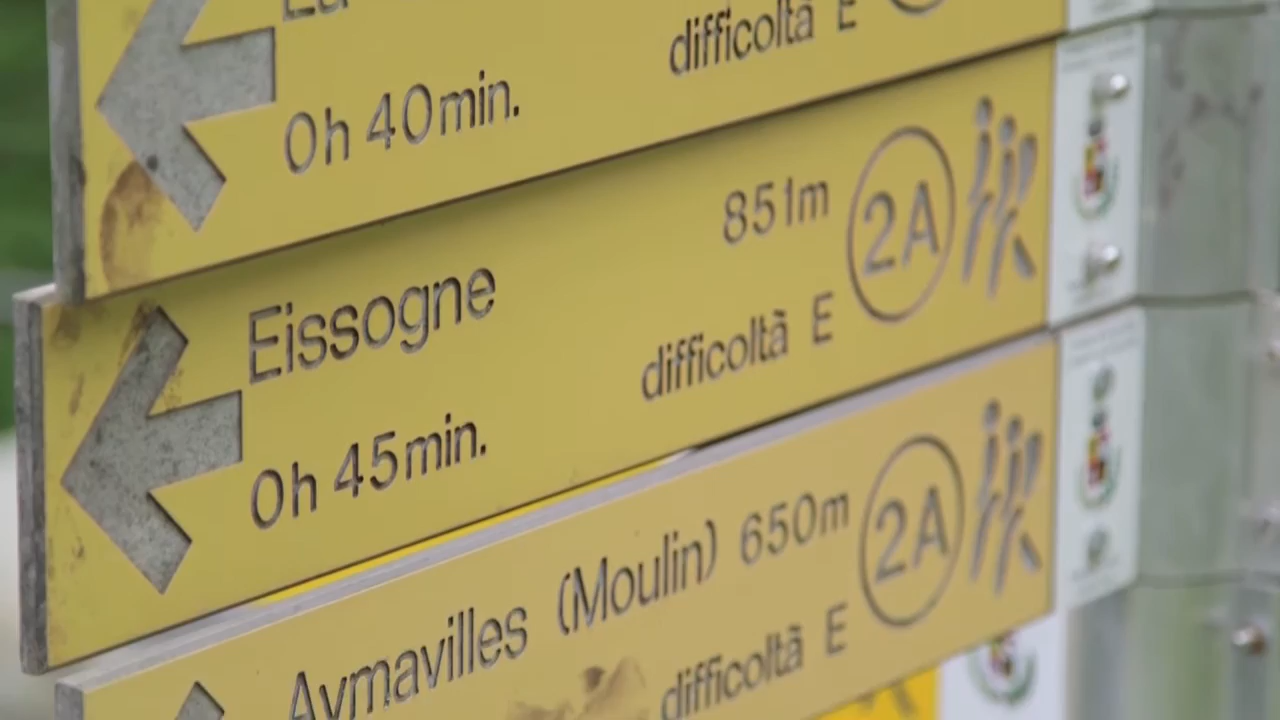 difficoltà E
0h 40min.
851m 2A
Eissogne
difficoltà E
0h 45min.
(Moulin) 650m 2A
Aymavilles
difficoltà E